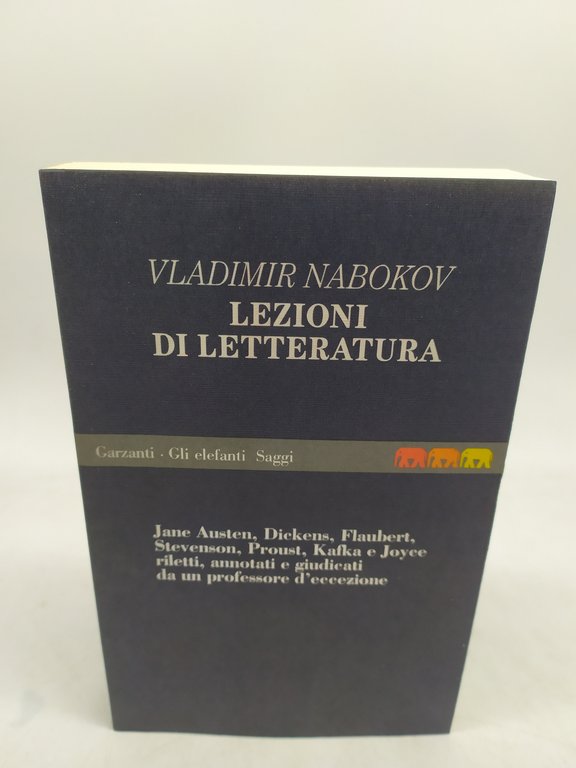 VLADIMIR NABOKOV
LEZIONI
DI LETTERATURA
Garzanti · Gli elefanti Saggi
Jane Austen, Dickens, Flaubert,
Stevenson, Proust, Kafka e Joyce
riletti, annotati e giudicati
da un professore d'eccezione